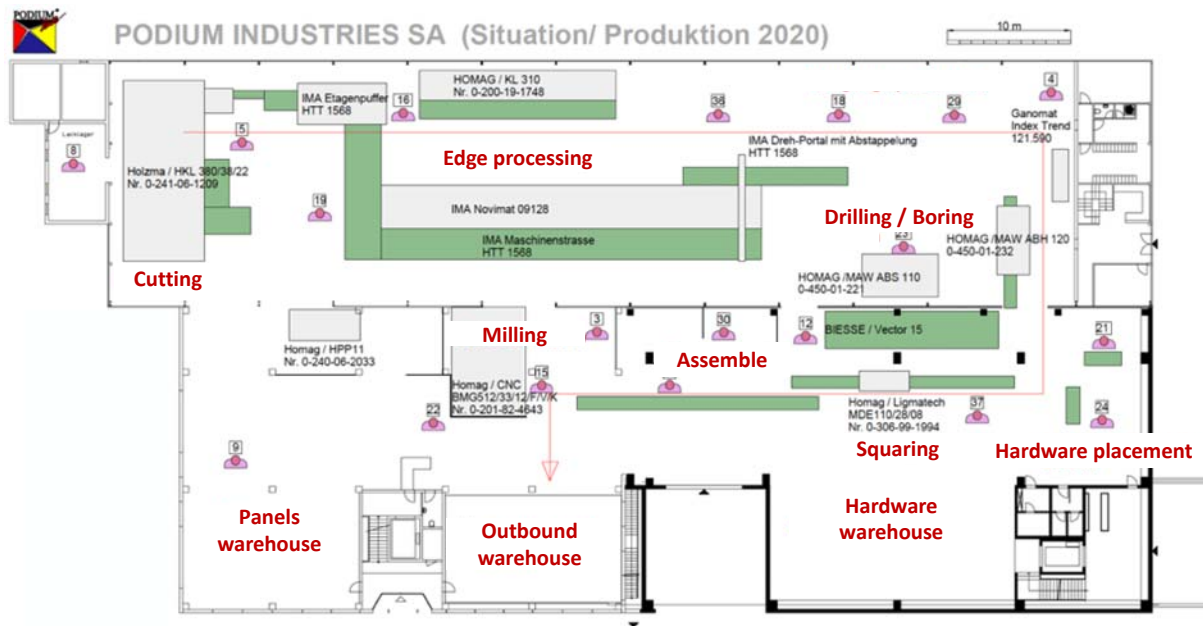 PODIUM
PODIUM INDUSTRIES SA (Situation/ Produktion 2020)
10 m
HOMAG / KL 310
Nr. 0-200-19-1748
IMA Etagenpuffer
HTT 1568
16
36
18
29
4
Ganomat
Index Trend
121.590
Lacklager
8
5
Holzma / HKL 380/38/22
Nr. 0-241-06-1209
Edge processing
IMA Dreh-Portal mit Abstappelung
HTT 1568
19
IMA Novimat 09128
IMA Maschinenstrasse
HTT 1568
Drilling / Boring
HOMAG /MAW ABH 120
0-450-01-232
HOMAG /MAW ABS 110
0-450-01-221
Cutting
Homag / HPP11
Nr. 0-240-06-2033
Milling
3
30
12
BIESSE / Vector 15
21
Assemble
Homag / CNC
BMG512/33/12/F/V/K
Nr. 0-201-82-4643
15
22
Homag / Ligmatech
MDE110/28/08
Nr. 0-306-99-1994
37
24
9
Squaring
Hardware placement
Panels
warehouse
Outbound
warehouse
Hardware
warehouse